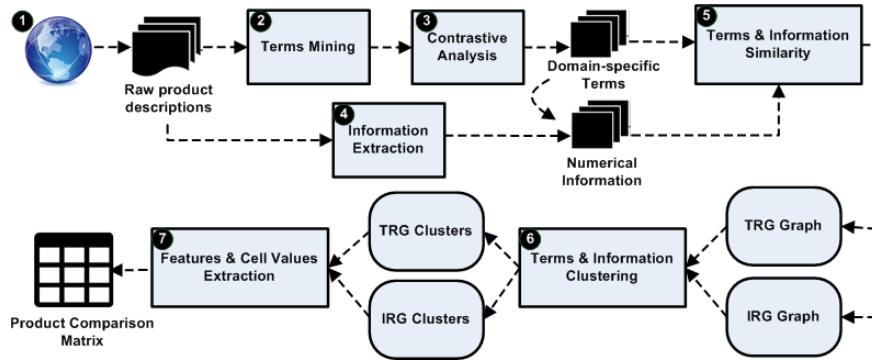 1
Raw product
descriptions
2
Terms Mining
3
Contrastive
Analysis
Domain-specific
Terms
4
Information
Extraction
Numerical
Information
5
Terms & Information
Similarity
TRG Graph
IRG Graph
6
Terms & Information
Clustering
TRG Clusters
IRG Clusters
7
Features & Cell Values
Extraction
Product Comparison
Matrix